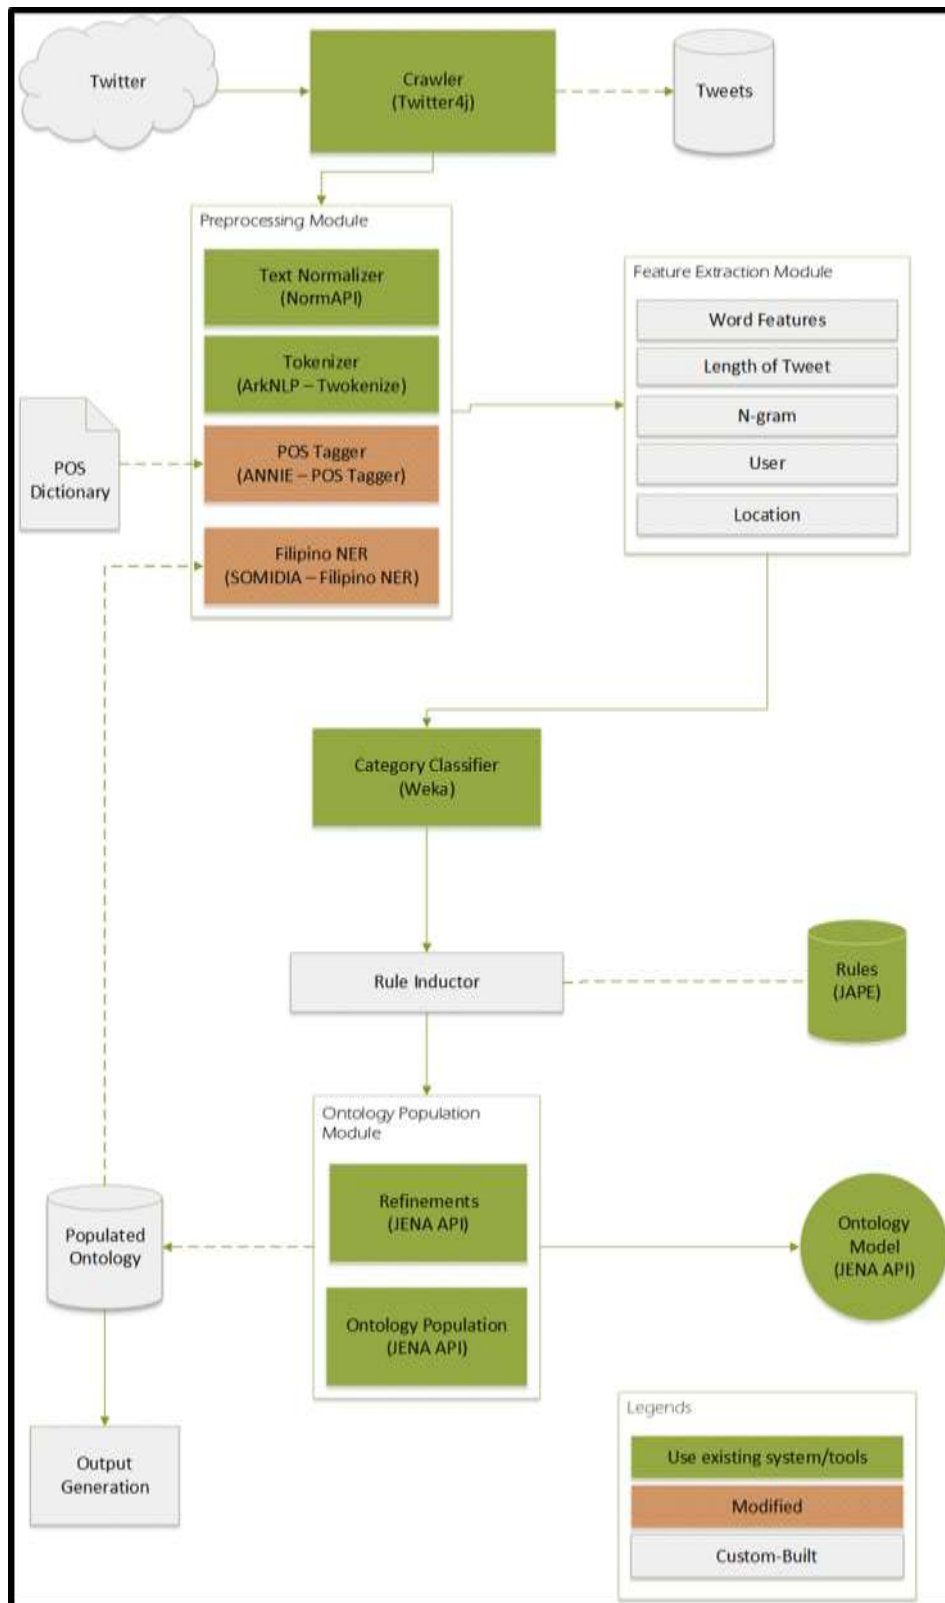 Twitter
Crawler
(Twitter4j)
Tweets
Preprocessing Module
Text Normalizer
(NormAPI)
Tokenizer
(ArkNLP – Twokenize)
POS Tagger
(ANNIE – POS Tagger)
Filipino NER
(SOMIDIA – Filipino NER)
POS
Dictionary
Feature Extraction Module
Word Features
Length of Tweet
N-gram
User
Location
Category Classifier
(Weka)
Rule Inductor
Rules
(JAPE)
Ontology Population
Module
Refinements
(JENA API)
Ontology Population
(JENA API)
Populated
Ontology
Ontology
Model
(JENA API)
Output
Generation
Legends
Use existing system/tools
Modified
Custom-Built